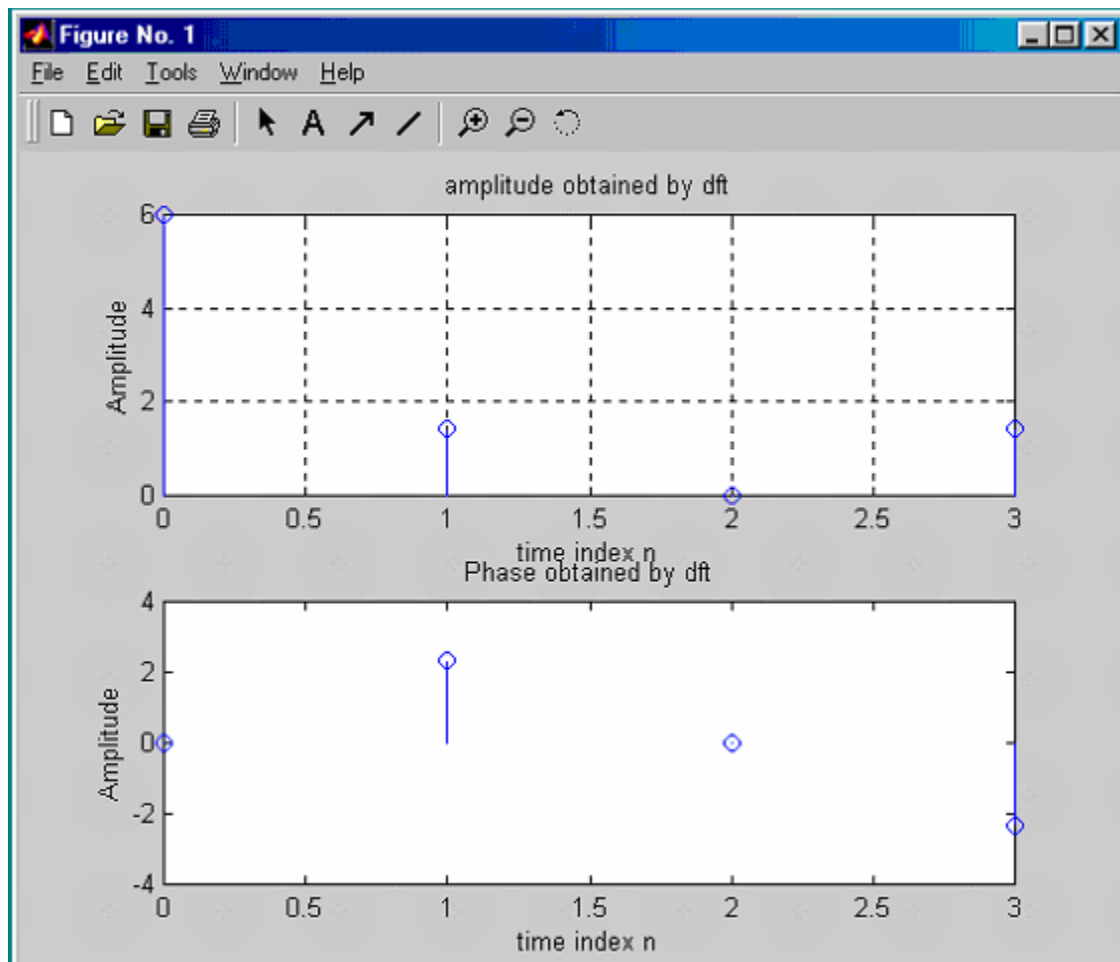 Figure No. 1
File Edit Tools Window Help
A
amplitude obtained by dft
6
4
2
0
Amplitude
0 0.5 1 1.5 2 2.5 3
time index n
Phase obtained by dft
4
2
0
-2
-4
Amplitude
0 0.5 1 1.5 2 2.5 3
time index n